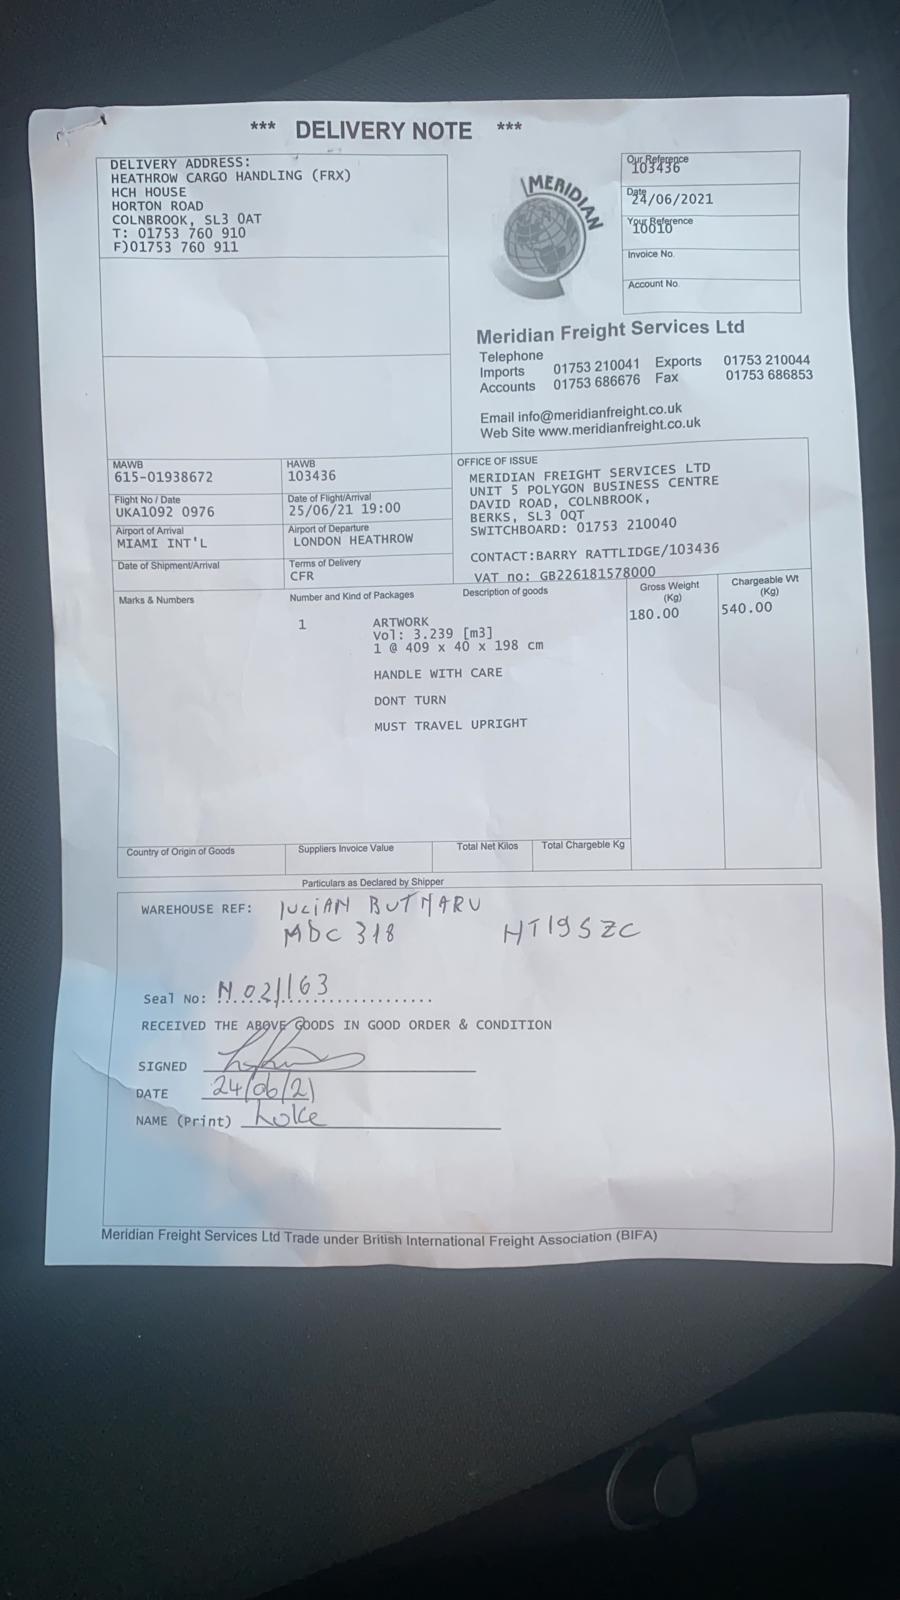 *** DELIVERY NOTE ***
DELIVERY ADDRESS:
HEATHROW CARGO HANDLING (FRX)
HCH HOUSE
HORTON ROAD
COLNBROOK, SL3 0AT
T: 01753 760 910
F)01753 760 911
MERIDIAN
Our Reference
103436
Date
24/06/2021
Your Reference
10010
Invoice No.
Account No.
Meridian Freight Services Ltd
Telephone
Imports 01753 210041 Exports 01753 210044
Accounts 01753 686676 Fax 01753 686853
Email info@meridianfreight.co.uk
Web Site www.meridianfreight.co.uk
MAWB
615-01938672
HAWB
103436
Flight No / Date
UKA1092 0976
Date of Flight/Arrival
25/06/21 19:00
Airport of Arrival
MIAMI INT'L
Airport of Departure
LONDON HEATHROW
Date of Shipment/Arrival
Terms of Delivery
CFR
OFFICE OF ISSUE
MERIDIAN FREIGHT SERVICES LTD
UNIT 5 POLYGON BUSINESS CENTRE
DAVID ROAD, COLNBROOK,
BERKS, SL3 0QT
SWITCHBOARD: 01753 210040
CONTACT:BARRY RATTLIDGE/103436
VAT no: GB226181578000
Marks & Numbers
Number and Kind of Packages
Description of goods
Gross Weight
(Kg)
Chargeable Wt
(Kg)
1
ARTWORK
180.00
540.00
Vol: 3.239 [m3]
1 @ 409 x 40 x 198 cm
HANDLE WITH CARE
DONT TURN
MUST TRAVEL UPRIGHT
Country of Origin of Goods
Suppliers Invoice Value
Total Net Kilos
Total Chargeble Kg
Particulars as Declared by Shipper
WAREHOUSE REF: IULIAN BUTNARU
MDC 318 HT19SZC
Seal No: N.021163
RECEIVED THE ABOVE GOODS IN GOOD ORDER & CONDITION
SIGNED
DATE 24/06/21
NAME (Print) Luke
Meridian Freight Services Ltd Trade under British International Freight Association (BIFA)